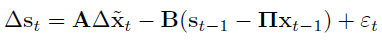 Δs_t = AΔx̃_t − B(s_{t−1} − Πx_{t−1}) + ε_t